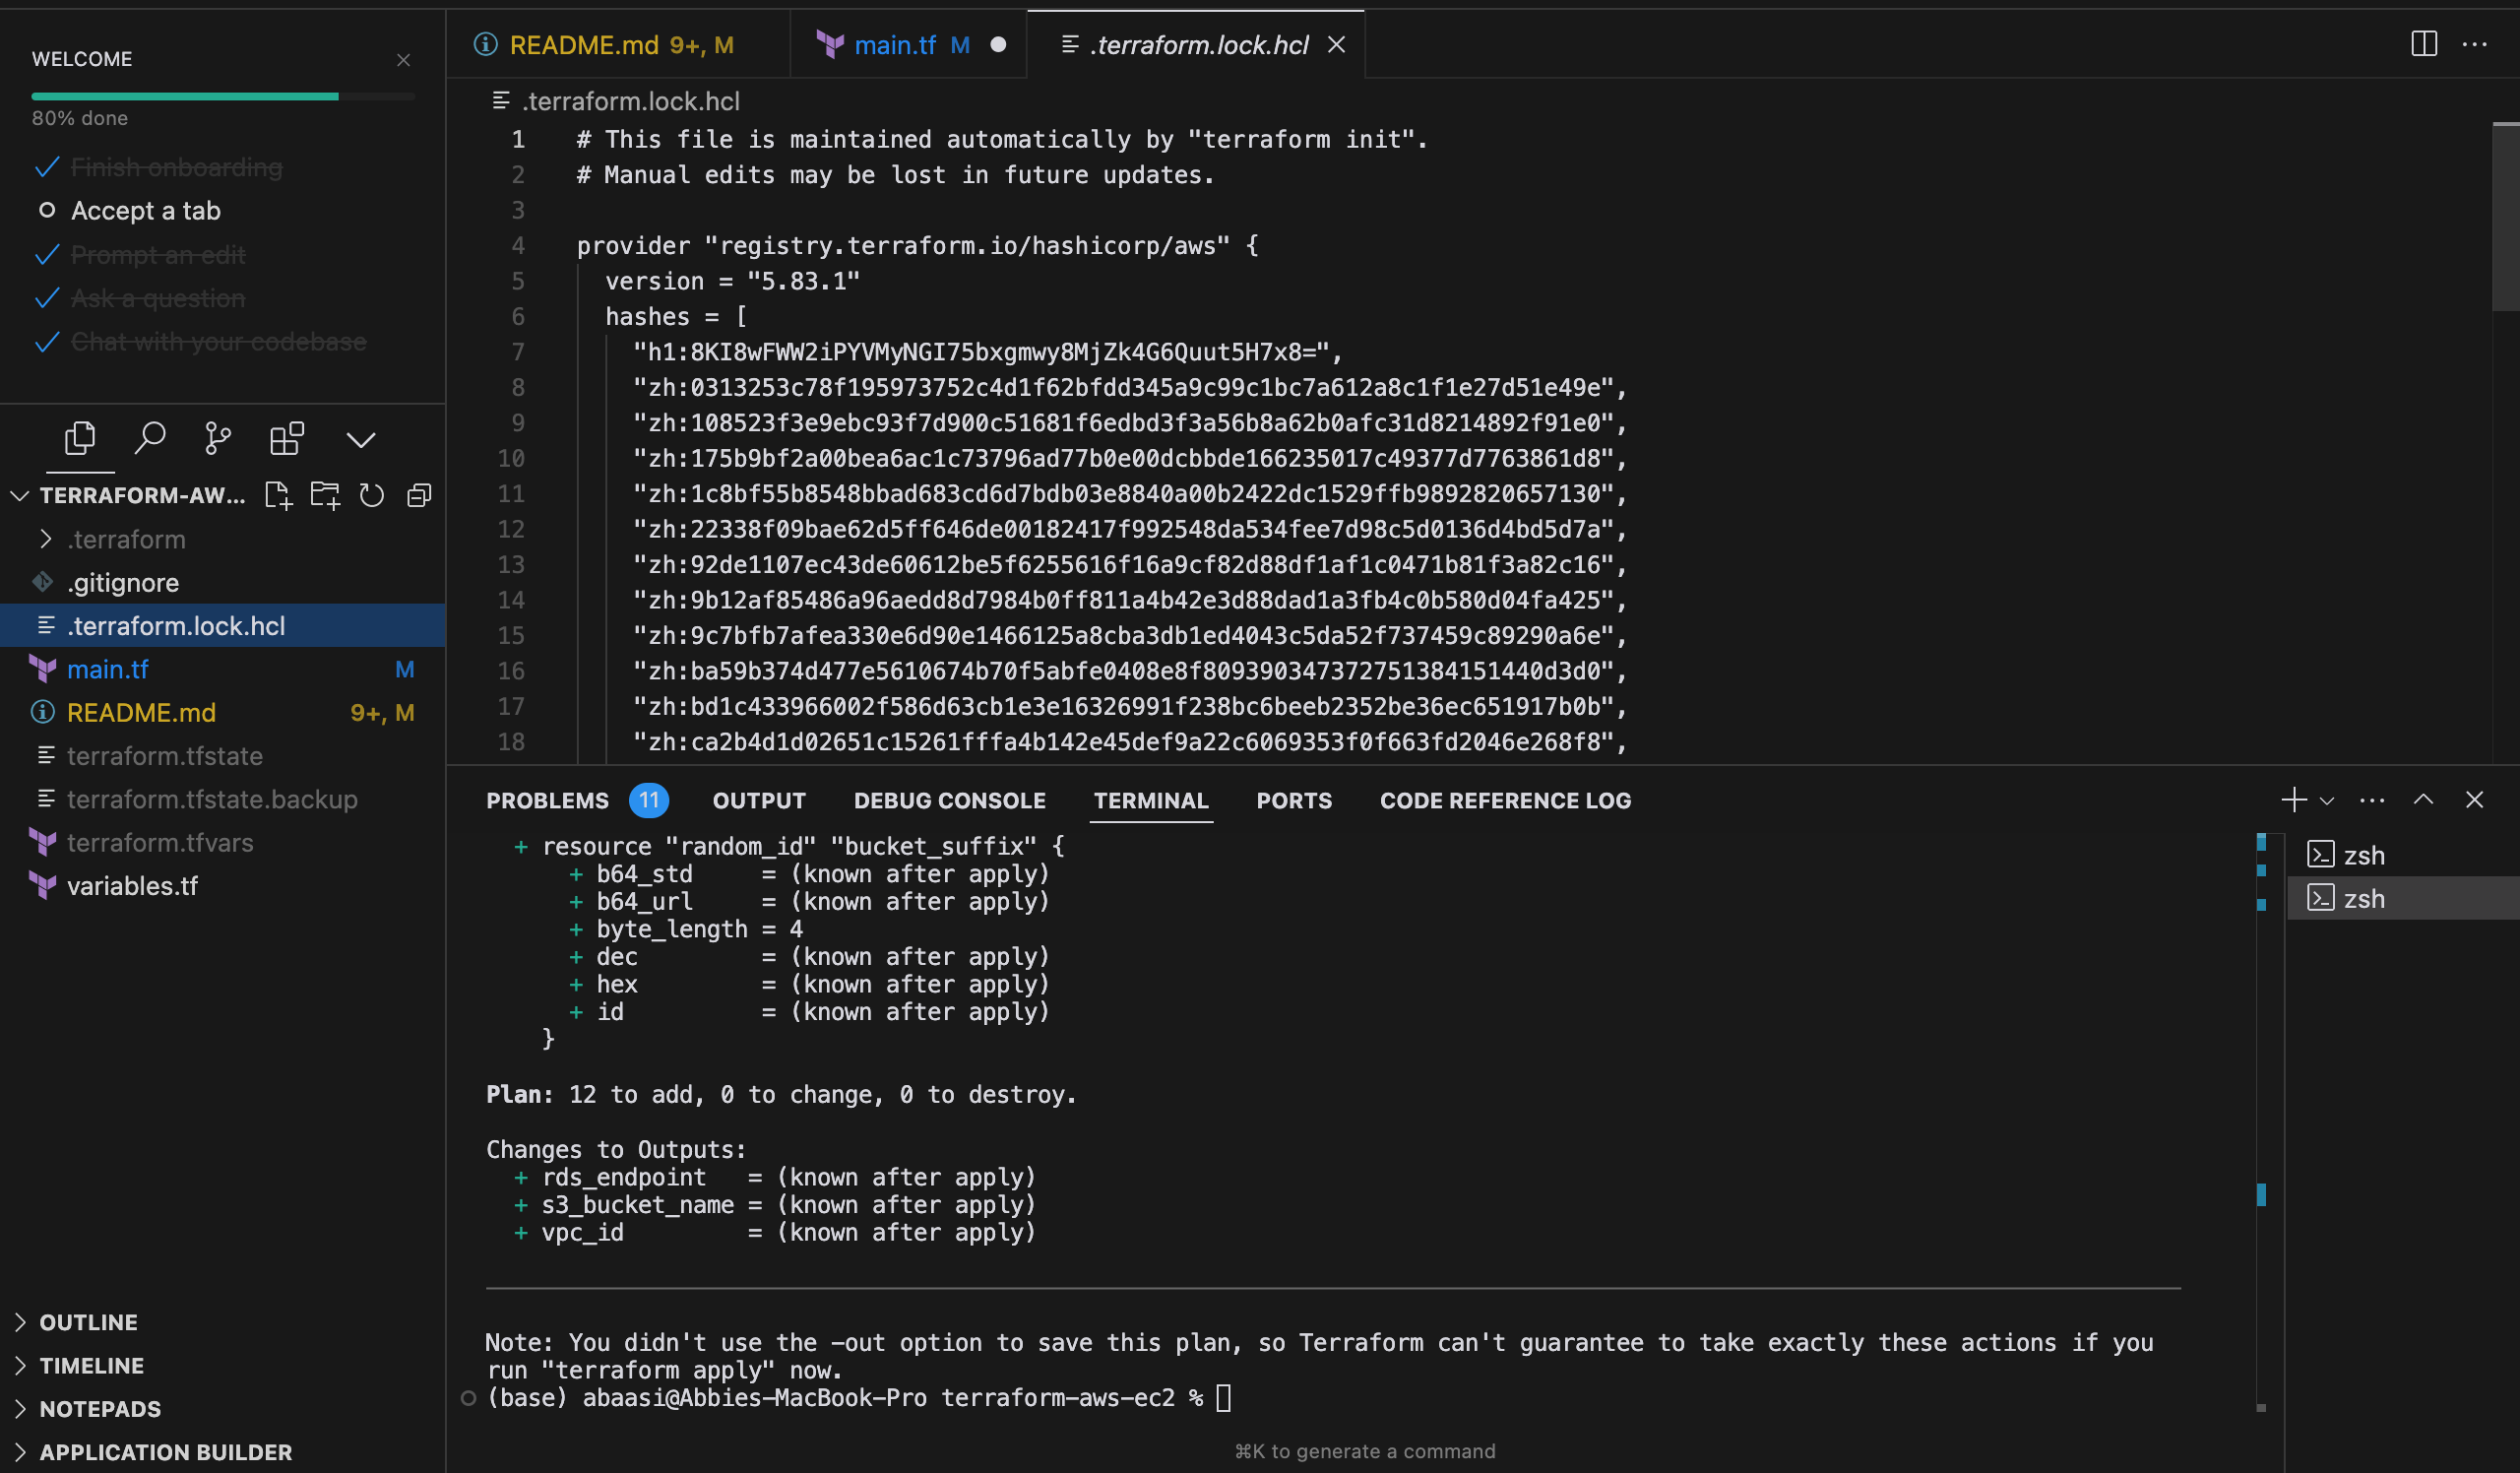 WELCOME
80% done
Finish onboarding
Accept a tab
Prompt an edit
Ask a question
Chat with your codebase
TERRAFORM-AW...
.terraform
.gitignore
.terraform.lock.hcl
main.tf M
README.md 9+, M
terraform.tfstate
terraform.tfstate.backup
terraform.tfvars
variables.tf
OUTLINE
TIMELINE
NOTEPADS
APPLICATION BUILDER
README.md 9+, M
main.tf M
.terraform.lock.hcl
.terraform.lock.hcl
1 # This file is maintained automatically by "terraform init".
2 # Manual edits may be lost in future updates.
3
4 provider "registry.terraform.io/hashicorp/aws" {
5 version = "5.83.1"
6 hashes = [
7 "h1:8KI8wFWW2iPYVMyNGI75bxgmwy8MjZk4G6Quut5H7x8=",
8 "zh:0313253c78f195973752c4d1f62bfdd345a9c99c1bc7a612a8c1f1e27d51e49e",
9 "zh:108523f3e9ebc93f7d900c51681f6edbd3f3a56b8a62b0afc31d8214892f91e0",
10 "zh:175b9bf2a00bea6ac1c73796ad77b0e00dcbbde166235017c49377d7763861d8",
11 "zh:1c8bf55b8548bbad683cd6d7bdb03e8840a00b2422dc1529ffb9892820657130",
12 "zh:22338f09bae62d5ff646de00182417f992548da534fee7d98c5d0136d4bd5d7a",
13 "zh:92de1107ec43de60612be5f6255616f16a9cf82d88df1af1c0471b81f3a82c16",
14 "zh:9b12af85486a96aedd8d7984b0ff811a4b42e3d88dad1a3fb4c0b580d04fa425",
15 "zh:9c7bfb7afea330e6d90e1466125a8cba3db1ed4043c5da52f737459c89290a6e",
16 "zh:ba59b374d477e5610674b70f5abfe0408e8f809390347372751384151440d3d0",
17 "zh:bd1c433966002f586d63cb1e3e16326991f238bc6beeb2352be36ec651917b0b",
18 "zh:ca2b4d1d02651c15261fffa4b142e45def9a22c6069353f0f663fd2046e268f8",
PROBLEMS 11 OUTPUT DEBUG CONSOLE TERMINAL PORTS CODE REFERENCE LOG
+ resource "random_id" "bucket_suffix" {
+ b64_std = (known after apply)
+ b64_url = (known after apply)
+ byte_length = 4
+ dec = (known after apply)
+ hex = (known after apply)
+ id = (known after apply)
}
Plan: 12 to add, 0 to change, 0 to destroy.
Changes to Outputs:
+ rds_endpoint = (known after apply)
+ s3_bucket_name = (known after apply)
+ vpc_id = (known after apply)
Note: You didn't use the -out option to save this plan, so Terraform can't guarantee to take exactly these actions if you
run "terraform apply" now.
(base) abaasi@Abbies-MacBook-Pro terraform-aws-ec2 %
⌘K to generate a command
zsh
zsh